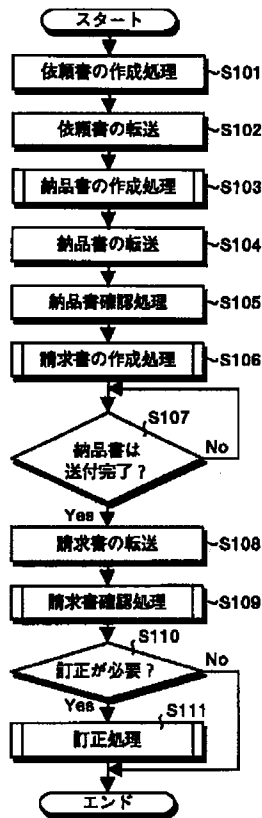 スタート
依頼書の作成処理 S101
依頼書の転送 S102
納品書の作成処理 S103
納品書の転送 S104
納品書確認処理 S105
請求書の作成処理 S106
S107
納品書は
送付完了？
No
Yes
請求書の転送 S108
請求書確認処理 S109
S110
訂正が必要？
No
Yes
S111
訂正処理
エンド